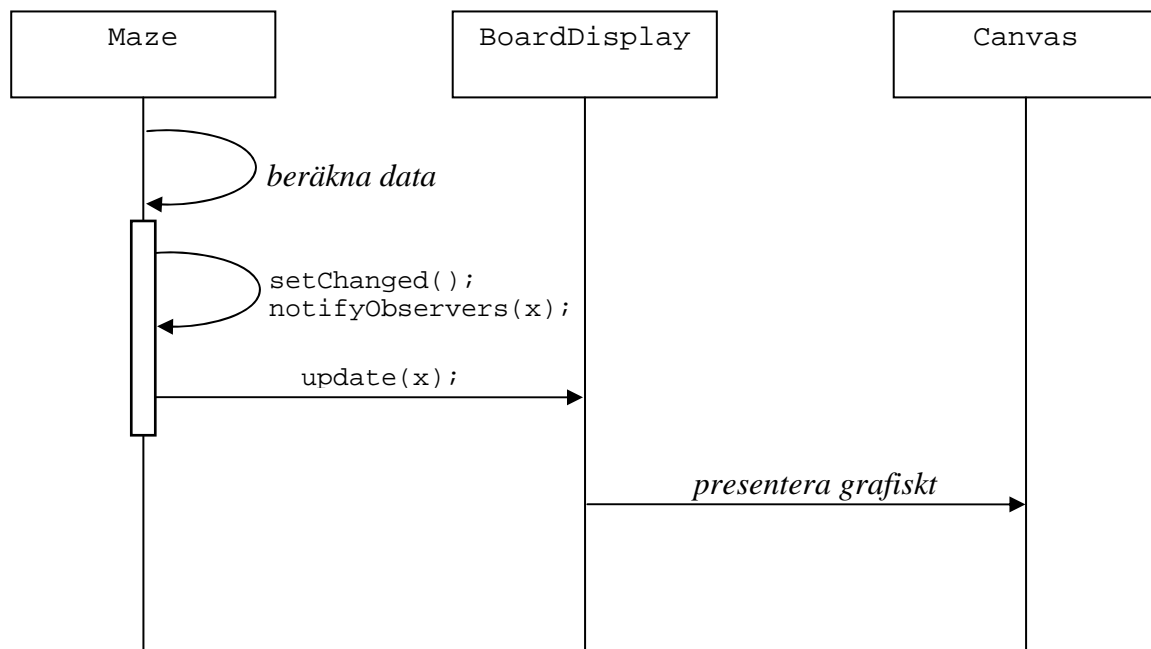 Maze
BoardDisplay
Canvas
beräkna data
setChanged();
notifyObservers(x);
update(x);
presentera grafiskt